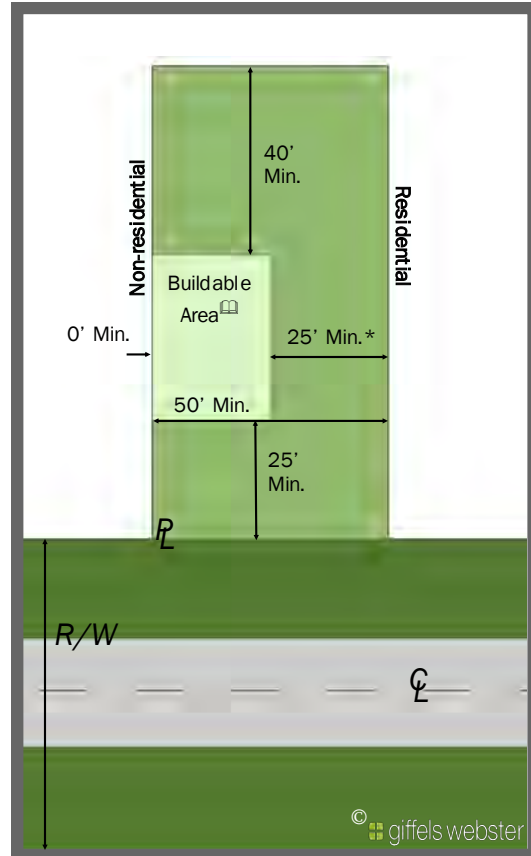 40'
Min.
Non-residential
Residential
Buildable
Area
0' Min.
25' Min.*
50' Min.
25'
Min.
PL
R/W
CL
© giffels webster